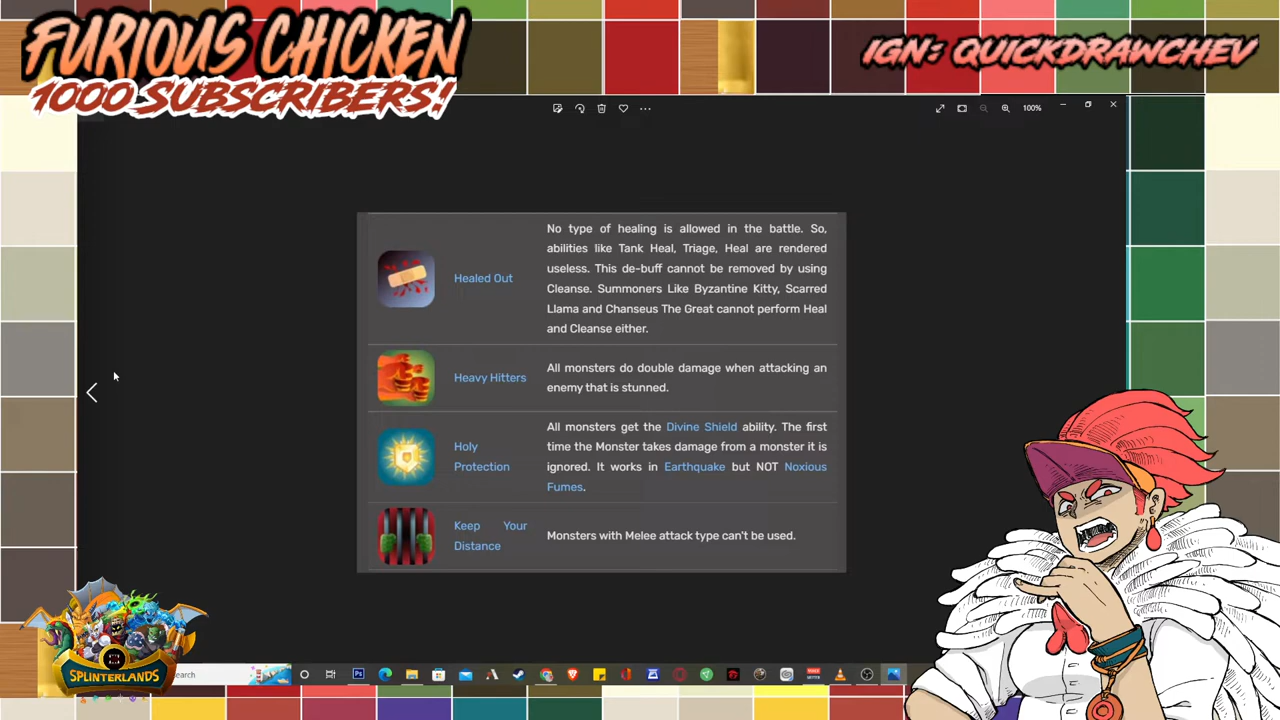 FURIOUS CHICKEN
1000 SUBSCRIBERS!
IGN: QUICKDRAWCHEV
100%
Healed Out
No type of healing is allowed in the battle. So,
abilities like Tank Heal, Triage, Heal are rendered
useless. This de-buff cannot be removed by using
Cleanse. Summoners Like Byzantine Kitty, Scarred
Llama and Chanseus The Great cannot perform Heal
and Cleanse either.
Heavy Hitters
All monsters do double damage when attacking an
enemy that is stunned.
Holy
Protection
All monsters get the Divine Shield ability. The first
time the Monster takes damage from a monster it is
ignored. It works in Earthquake but NOT Noxious
Fumes.
Keep Your
Distance
Monsters with Melee attack type can't be used.
SPLINTERLANDS
earch